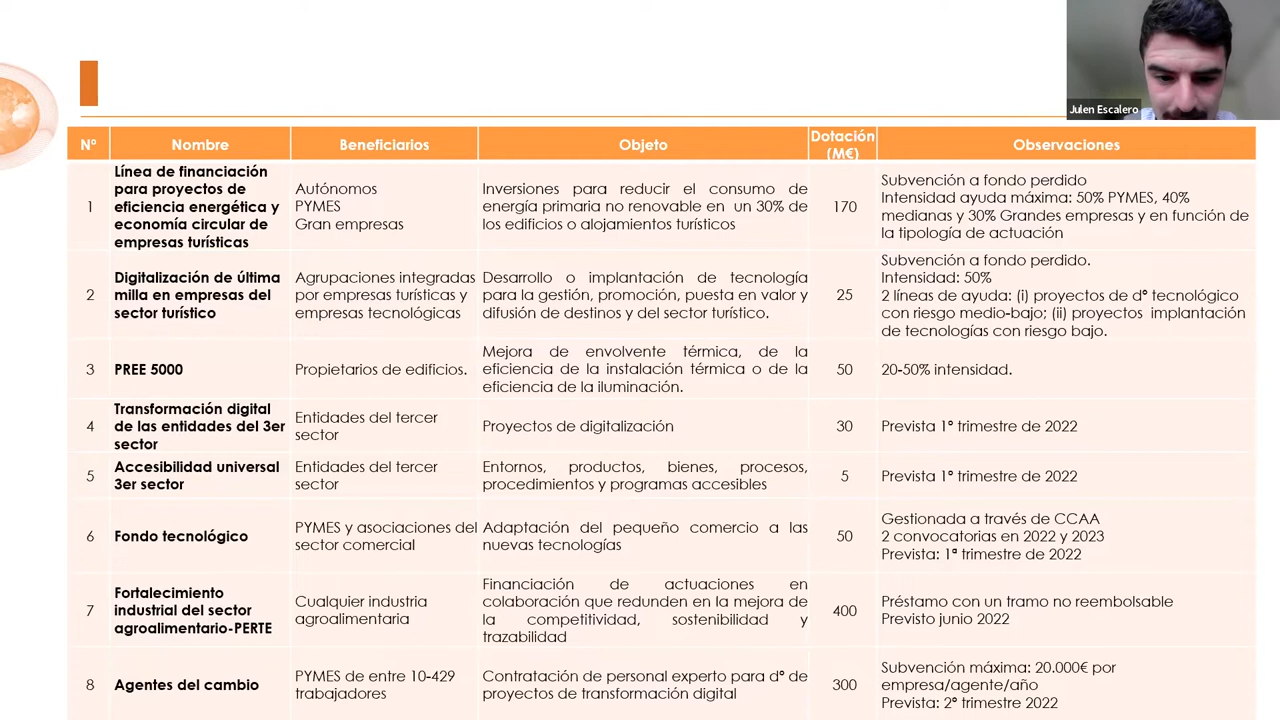 Julen Escalero
Nº
Nombre
Beneficiarios
Objeto
Dotación
(M€)
Observaciones
1
Línea de financiación
para proyectos de
eficiencia energética y
economía circular de
empresas turísticas
Autónomos
PYMES
Gran empresas
Inversiones para reducir el consumo de
energía primaria no renovable en un 30% de
los edificios o alojamientos turísticos
170
Subvención a fondo perdido
Intensidad ayuda máxima: 50% PYMES, 40%
medianas y 30% Grandes empresas y en función de
la tipología de actuación
2
Digitalización de última
milla en empresas del
sector turístico
Agrupaciones integradas
por empresas turísticas y
empresas tecnológicas
Desarrollo o implantación de tecnología
para la gestión, promoción, puesta en valor y
difusión de destinos y del sector turístico.
25
Subvención a fondo perdido.
Intensidad: 50%
2 líneas de ayuda: (i) proyectos de dº tecnológico
con riesgo medio-bajo; (ii) proyectos implantación
de tecnologías con riesgo bajo.
3
PREE 5000
Propietarios de edificios.
Mejora de envolvente térmica, de la
eficiencia de la instalación térmica o de la
eficiencia de la iluminación.
50
20-50% intensidad.
4
Transformación digital
de las entidades del 3er
sector
Entidades del tercer
sector
Proyectos de digitalización
30
Prevista 1º trimestre de 2022
5
Accesibilidad universal
3er sector
Entidades del tercer
sector
Entornos, productos, bienes, procesos,
procedimientos y programas accesibles
5
Prevista 1º trimestre de 2022
6
Fondo tecnológico
PYMES y asociaciones del
sector comercial
Adaptación del pequeño comercio a las
nuevas tecnologías
50
Gestionada a través de CCAA
2 convocatorias en 2022 y 2023
Prevista: 1ª trimestre de 2022
7
Fortalecimiento
industrial del sector
agroalimentario-PERTE
Cualquier industria
agroalimentaria
Financiación de actuaciones en
colaboración que redunden en la mejora de
la competitividad, sostenibilidad y
trazabilidad
400
Préstamo con un tramo no reembolsable
Previsto junio 2022
8
Agentes del cambio
PYMES de entre 10-429
trabajadores
Contratación de personal experto para dº de
proyectos de transformación digital
300
Subvención máxima: 20.000€ por
empresa/agente/año
Prevista: 2º trimestre 2022